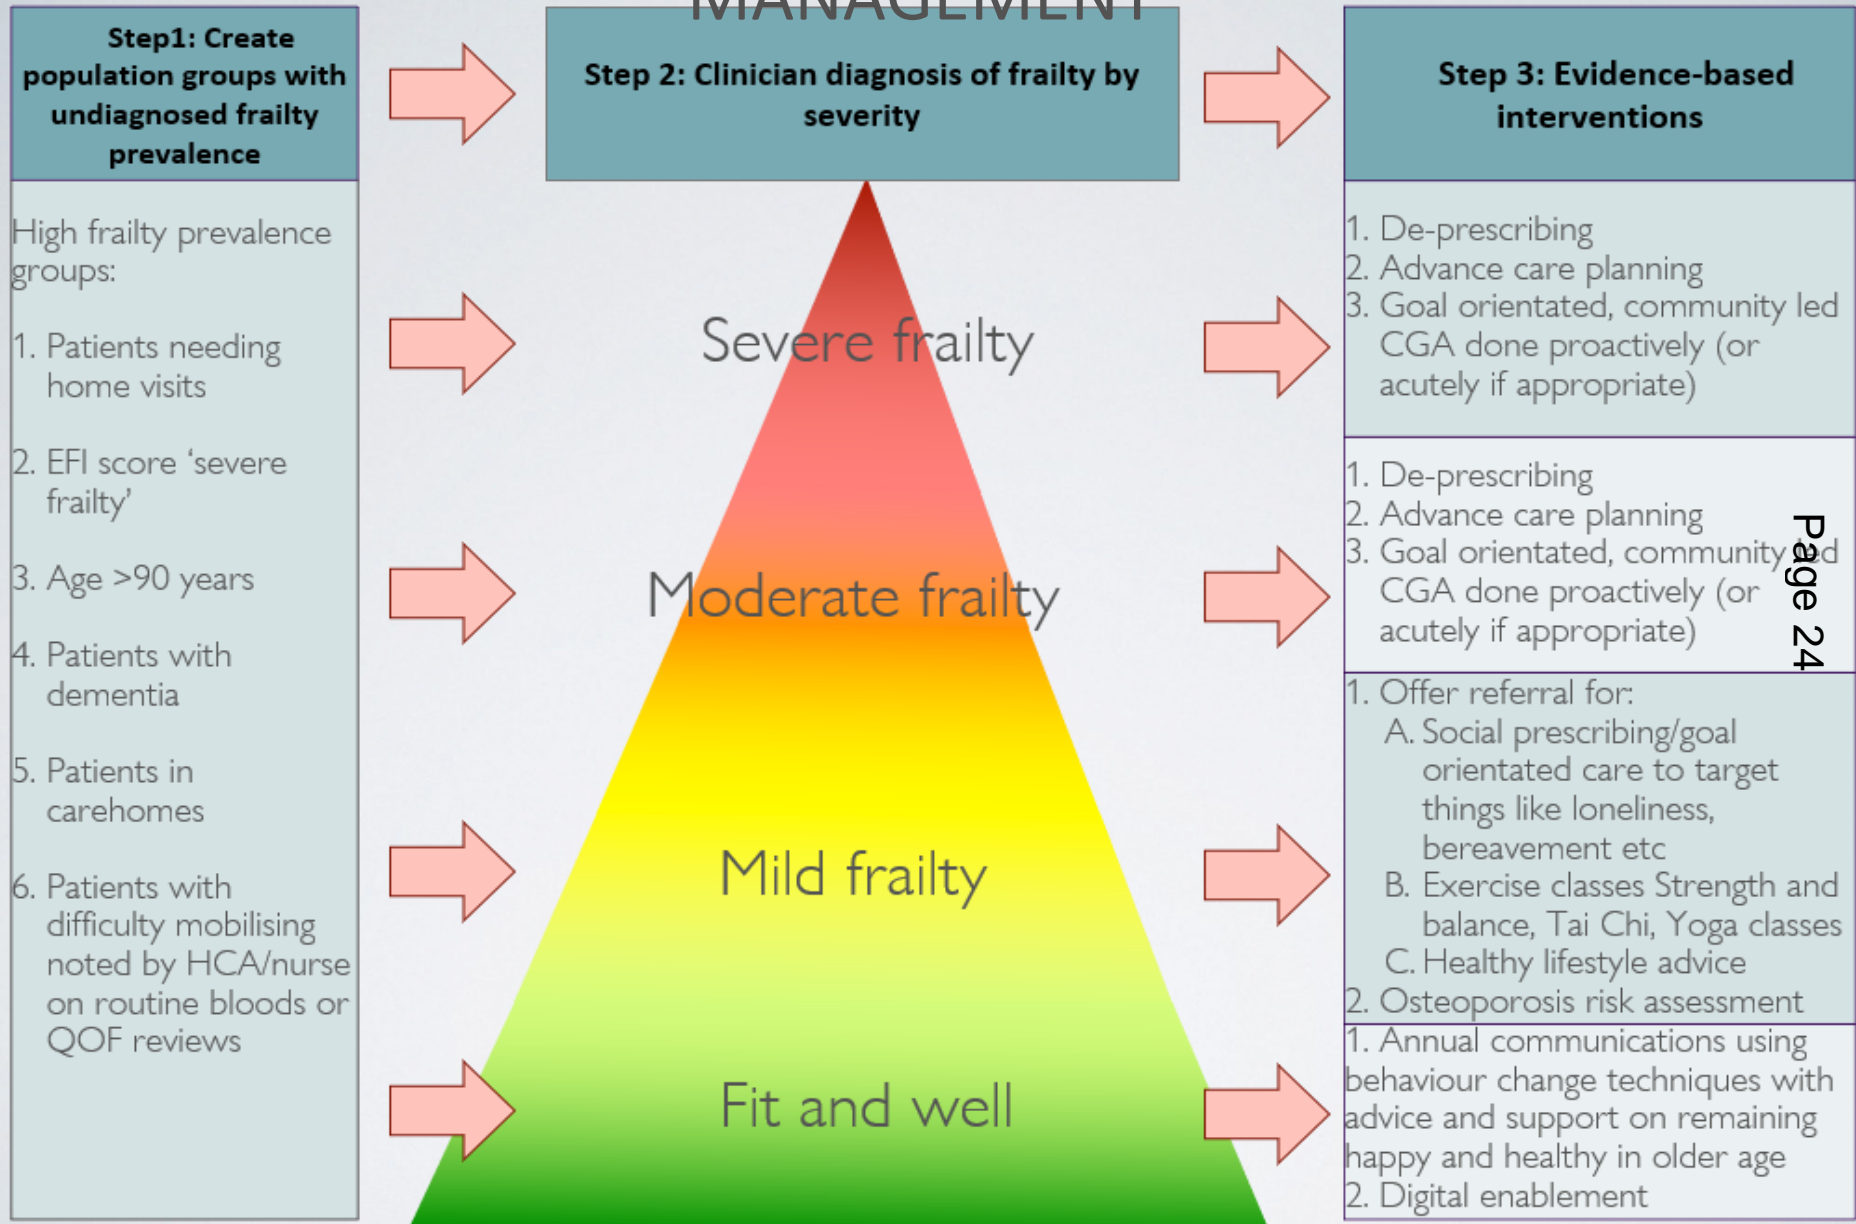 MANAGEMENT
Step1: Create
population groups with
undiagnosed frailty
prevalence
High frailty prevalence
groups:
1. Patients needing
home visits
2. EFI score ‘severe
frailty’
3. Age >90 years
4. Patients with
dementia
5. Patients in
carehomes
6. Patients with
difficulty mobilising
noted by HCA/nurse
on routine bloods or
QOF reviews
Step 2: Clinician diagnosis of frailty by
severity
Severe frailty
Moderate frailty
Mild frailty
Fit and well
Step 3: Evidence-based
interventions
1. De-prescribing
2. Advance care planning
3. Goal orientated, community led
CGA done proactively (or
acutely if appropriate)
1. De-prescribing
2. Advance care planning
3. Goal orientated, community led
CGA done proactively (or
acutely if appropriate)
1. Offer referral for:
A. Social prescribing/goal
orientated care to target
things like loneliness,
bereavement etc
B. Exercise classes Strength and
balance, Tai Chi, Yoga classes
C. Healthy lifestyle advice
2. Osteoporosis risk assessment
1. Annual communications using
behaviour change techniques with
advice and support on remaining
happy and healthy in older age
2. Digital enablement
Page 24